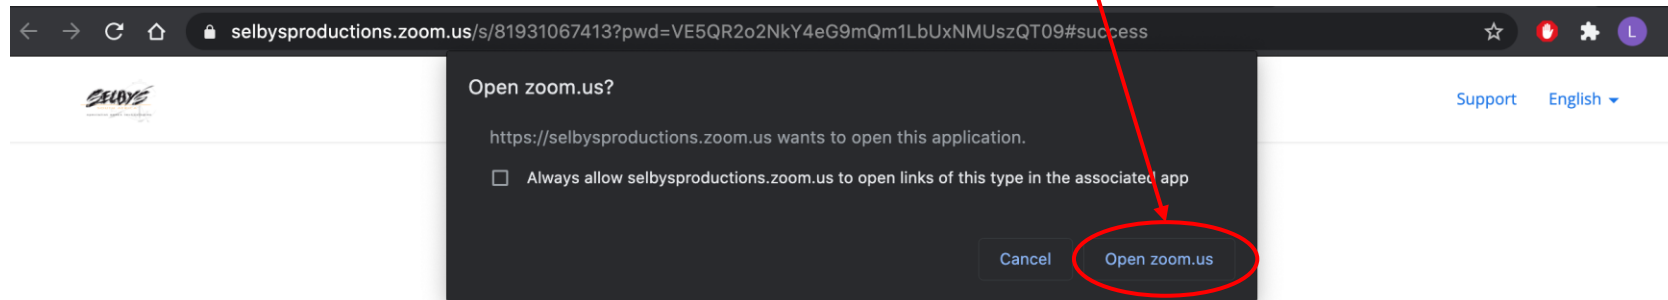 selbysproductions.zoom.us/s/81931067413?pwd=VE5QR2o2NkY4eG9mQm1LbUxNMUszQT09#success
L
SELBYS
Support English
Open zoom.us?
https://selbysproductions.zoom.us wants to open this application.
Always allow selbysproductions.zoom.us to open links of this type in the associated app
Cancel Open zoom.us